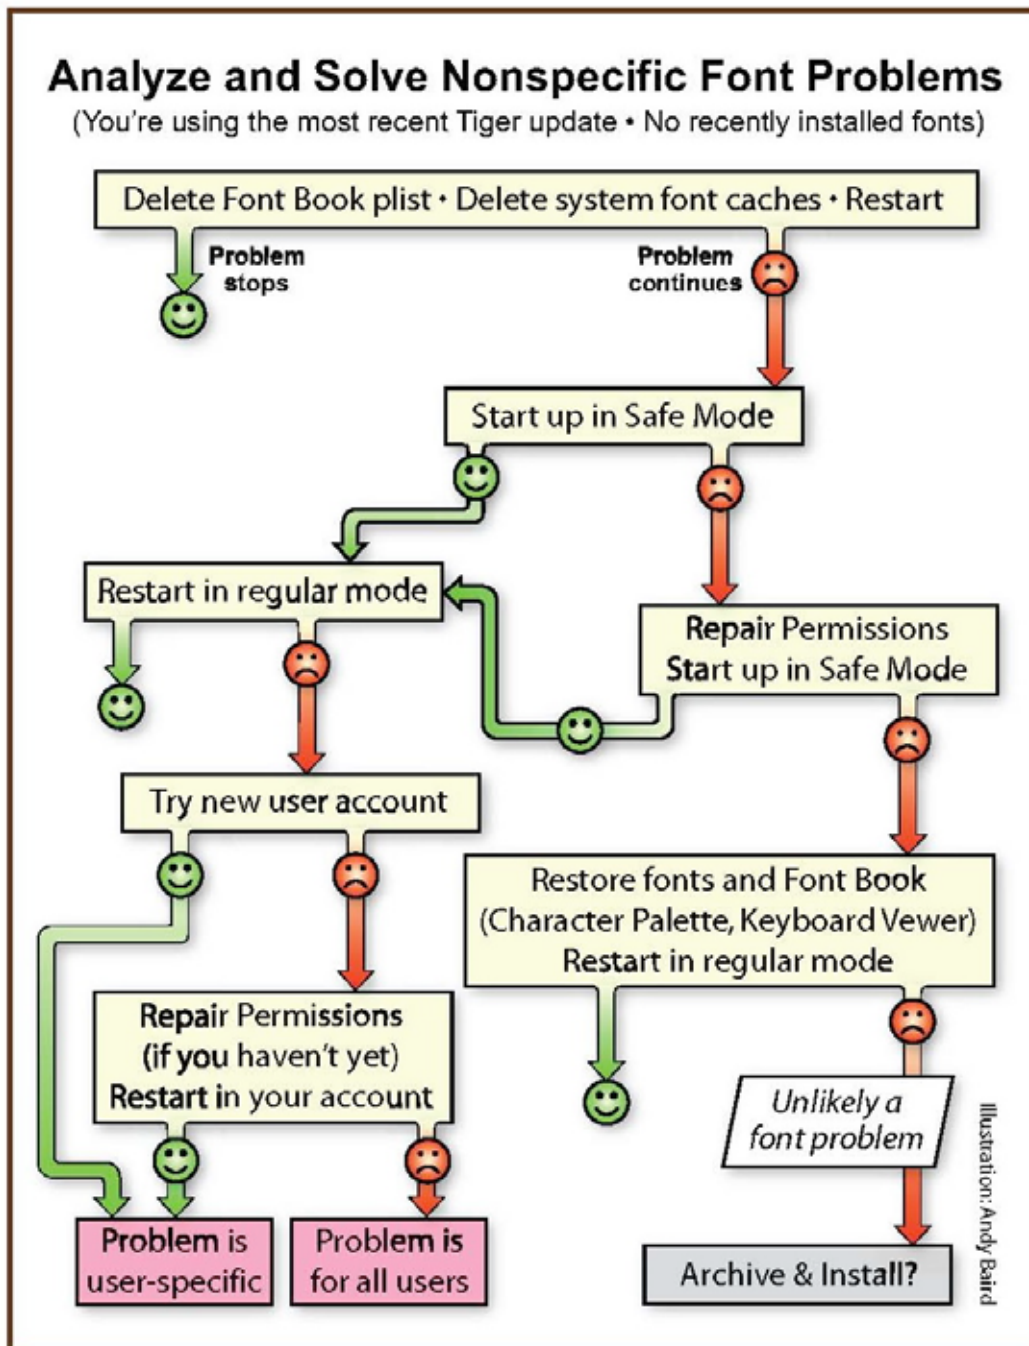 Analyze and Solve Nonspecific Font Problems
(You're using the most recent Tiger update • No recently installed fonts)
Delete Font Book plist • Delete system font caches • Restart
Problem
stops
Problem
continues
Start up in Safe Mode
Restart in regular mode
Repair Permissions
Start up in Safe Mode
Try new user account
Restore fonts and Font Book
(Character Palette, Keyboard Vewer)
Restart in regular mode
Repair Permissions
(if you haven't yet)
Restart in your account
Unlikely a
font problem
Problem is
user-specific
Problem is
for all users
Archive & Install?
Illustration: Andy Baird